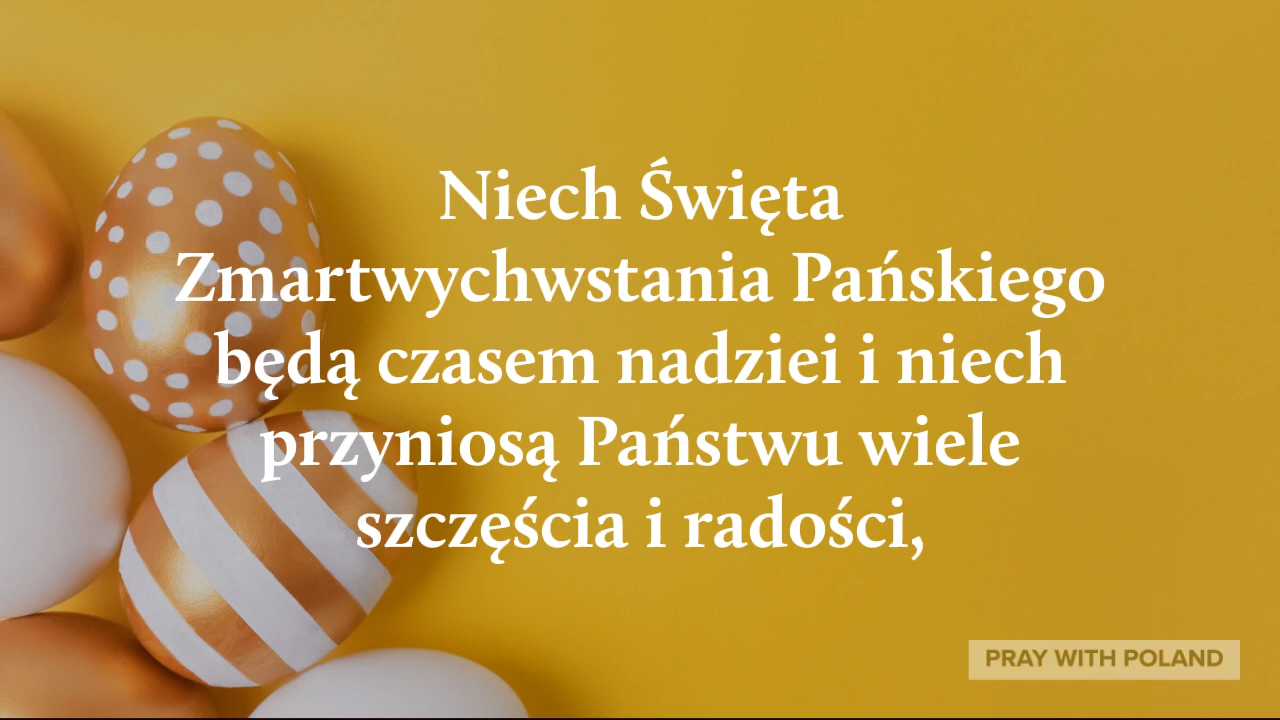 Niech Święta
Zmartwychwstania Pańskiego
będą czasem nadziei i niech
przyniosą Państwu wiele
szczęścia i radości,
PRAY WITH POLAND